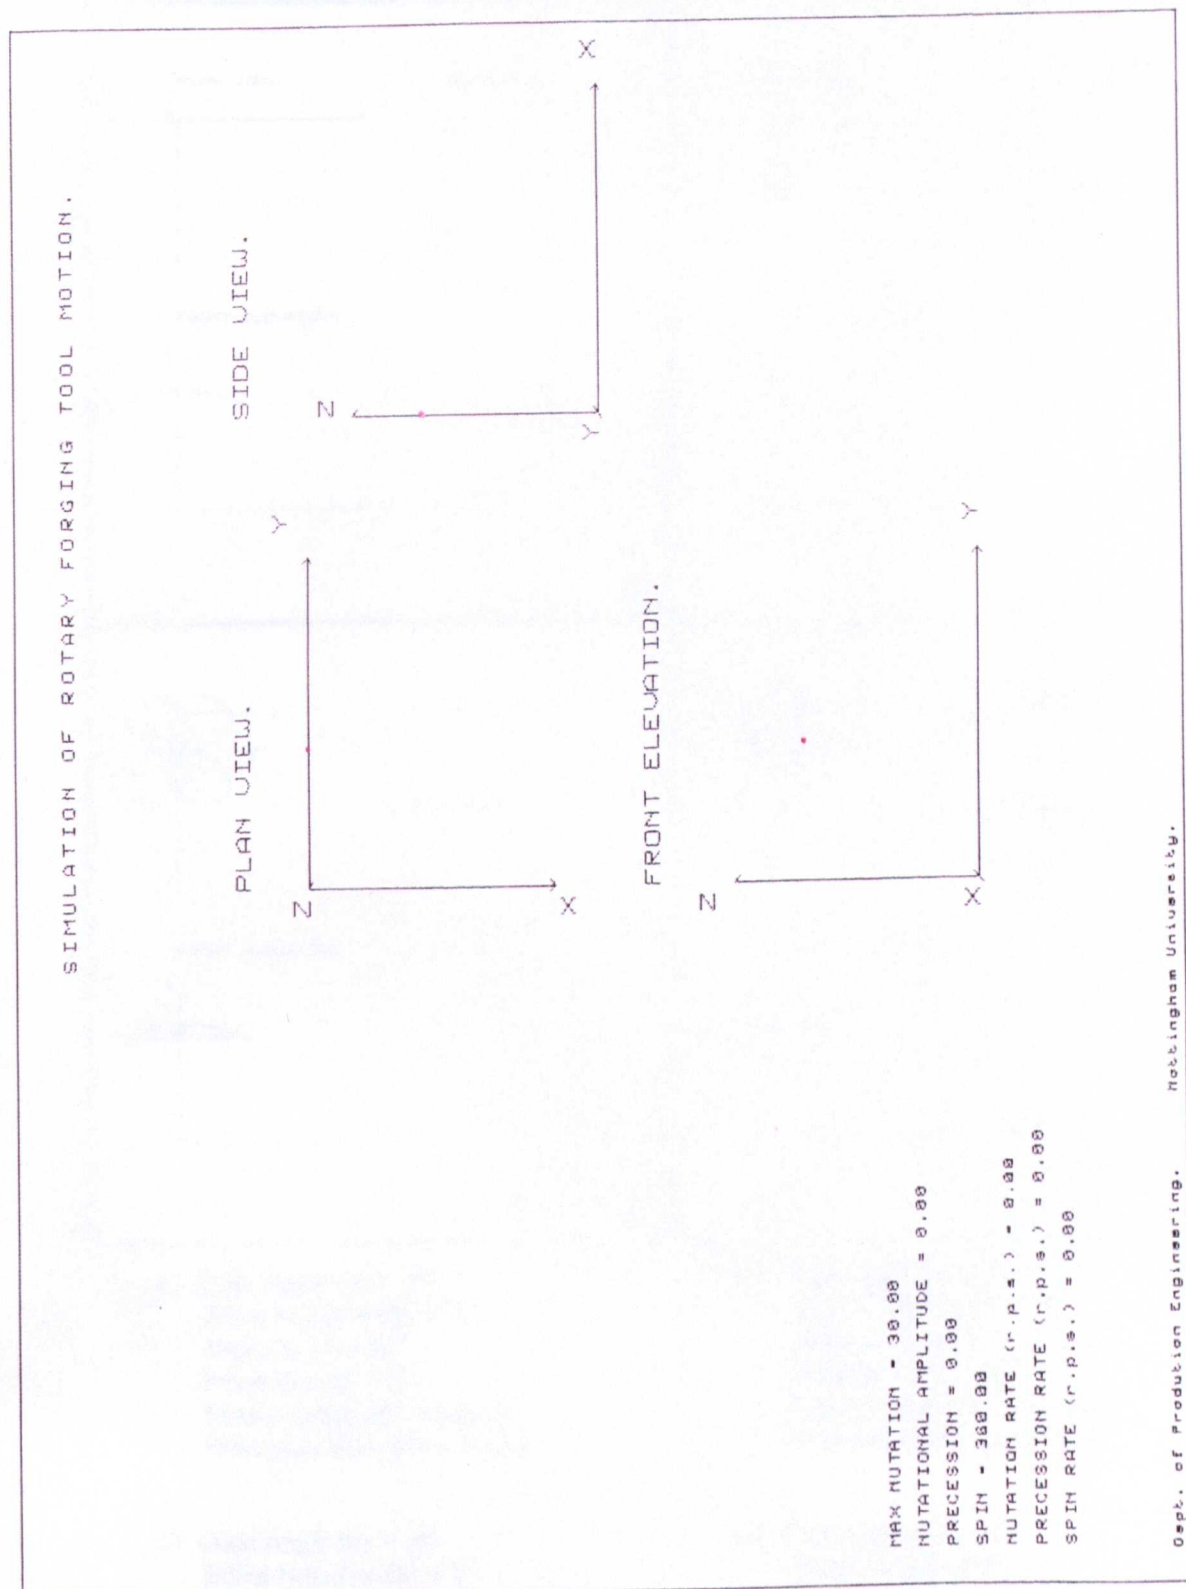 SIMULATION OF ROTARY FORGING TOOL MOTION.
PLAN VIEW.
SIDE VIEW.
Z
Y
X
Z
Y
X
FRONT ELEVATION.
Z
X
Y
MAX NUTATION = 30.00
NUTATIONAL AMPLITUDE = 0.00
PRECESSION = 0.00
SPIN = 360.00
NUTATION RATE (r.p.s.) = 0.00
PRECESSION RATE (r.p.s.) = 0.00
SPIN RATE (r.p.s.) = 0.00
Dept. of Prodution Engineering. Nottingham University.